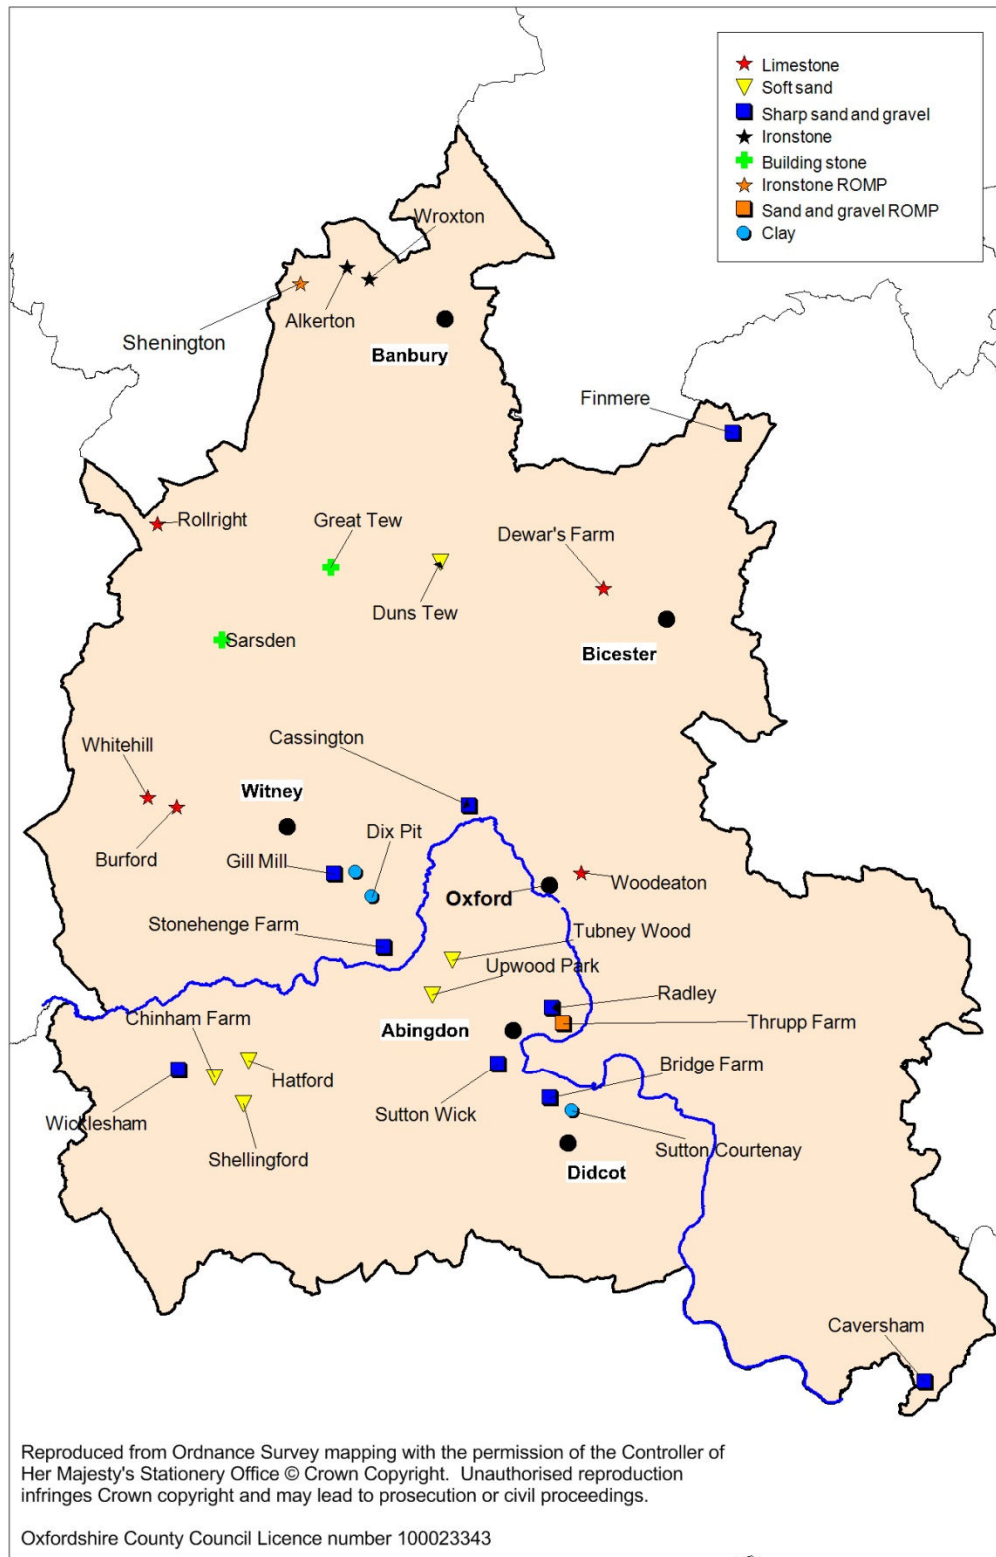 Limestone
Soft sand
Sharp sand and gravel
Ironstone
Building stone
Ironstone ROMP
Sand and gravel ROMP
Clay
Wroxton
Alkerton
Shenington
Banbury
Finmere
Rollright
Great Tew
Dewar's Farm
Duns Tew
Sarsden
Bicester
Cassington
Whitehill
Witney
Burford
Dix Pit
Gill Mill
Woodeaton
Oxford
Stonehenge Farm
Tubney Wood
Upwood Park
Radley
Chinham Farm
Abingdon
Thrupp Farm
Hatford
Bridge Farm
Wicklesham
Sutton Wick
Shellingford
Sutton Courtenay
Didcot
Caversham
Reproduced from Ordnance Survey mapping with the permission of the Controller of
Her Majesty's Stationery Office © Crown Copyright. Unauthorised reproduction
infringes Crown copyright and may lead to prosecution or civil proceedings.
Oxfordshire County Council Licence number 100023343